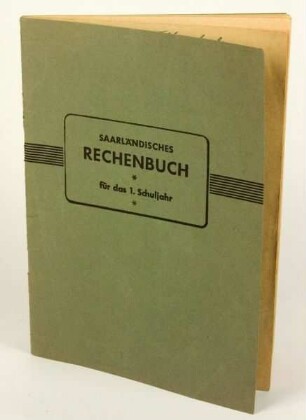 SAARLÄNDISCHES
RECHENBUCH
für das 1. Schuljahr